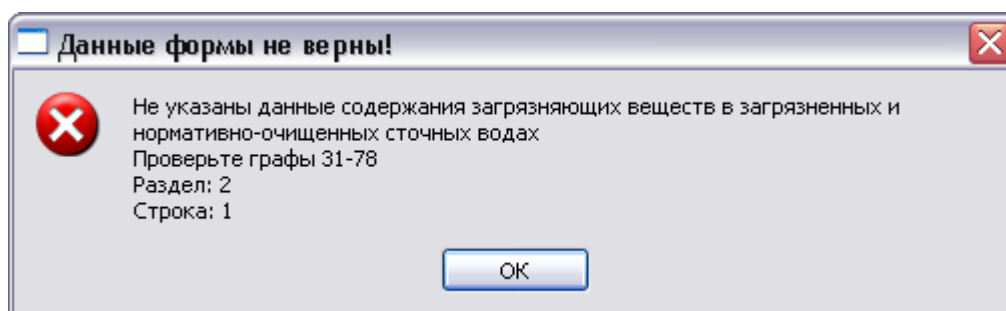 Данные формы не верны!
Не указаны данные содержания загрязняющих веществ в загрязненных и
нормативно-очищенных сточных водах
Проверьте графы 31-78
Раздел: 2
Строка: 1
ОК